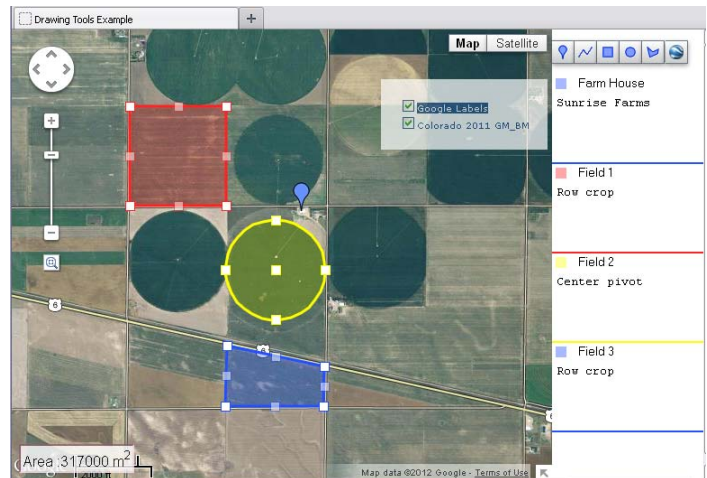 Drawing Tools Example
+
Map Satellite
Google Labels
Colorado 2011 GM_BM
6
6
6
Area :317000 m2
2000 ft
Map data ©2012 Google - Terms of Use
Farm House
Sunrise Farms
Field 1
Row crop
Field 2
Center pivot
Field 3
Row crop